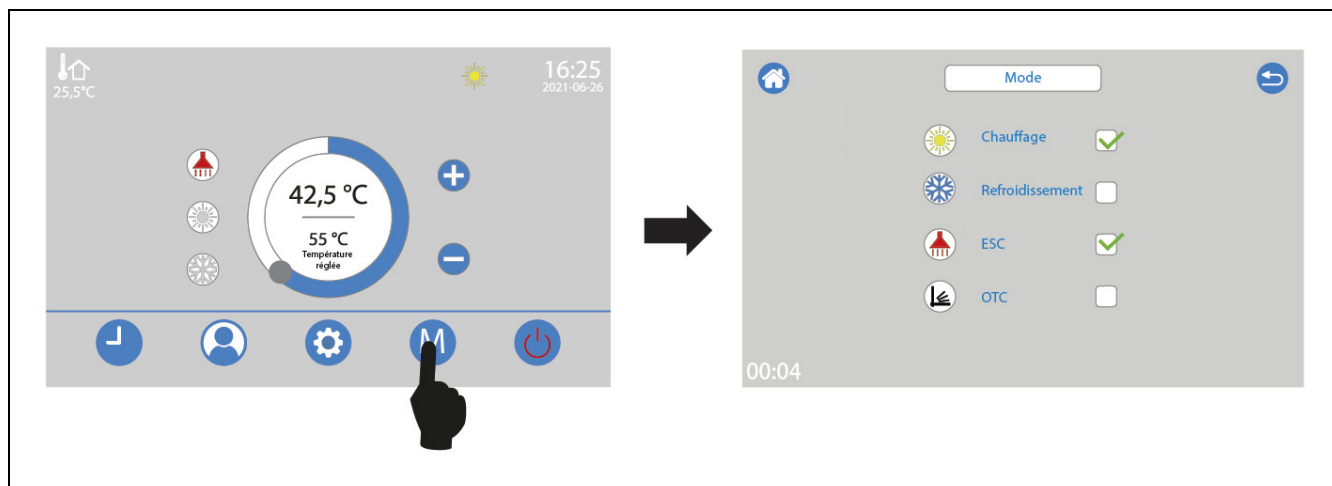 25,5°C
16:25
2021-06-26
42,5 °C
55 °C
Température
réglée
M
Mode
Chauffage
Refroidissement
ESC
OTC
00:04